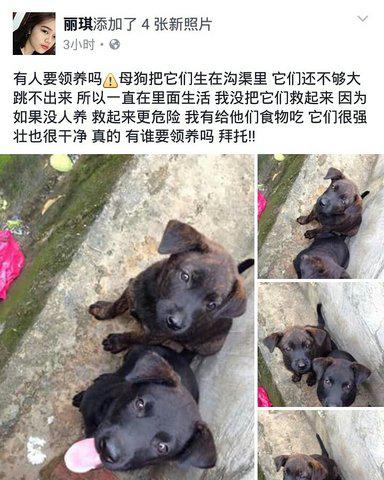 丽琪添加了 4 张新照片
3小时
有人要领养吗⚠母狗把它们生在沟渠里 它们还不够大
跳不出来 所以一直在里面生活 我没把它们救起来 因为
如果没人养 救起来更危险 我有给他们食物吃 它们很强
壮也很干净 真的 有谁要领养吗 拜托!!